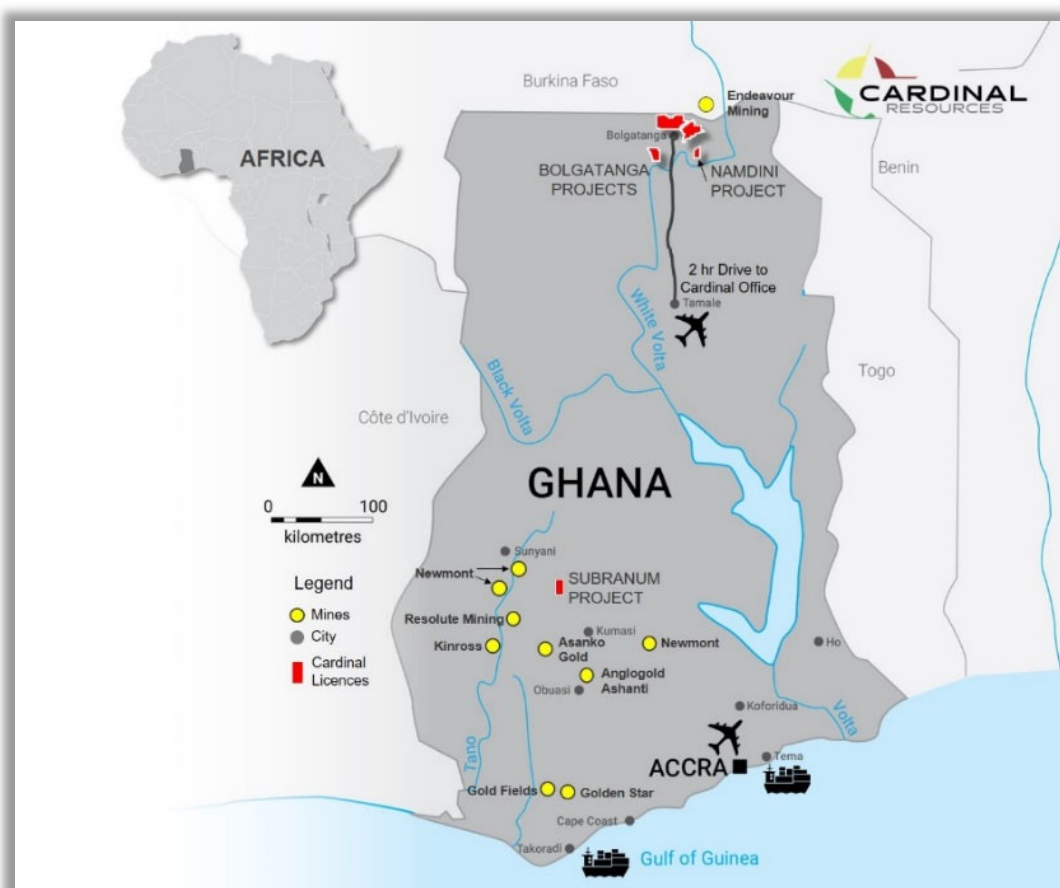 CARDINAL
RESOURCES
Burkina Faso
Endeavour
Mining
Bolgatanga
AFRICA
BOLGATANGA
PROJECTS
NAMDINI
PROJECT
Benin
2 hr Drive to
Cardinal Office
Tamale
White Volta
Togo
Black Volta
Côte d'Ivoire
GHANA
N
0 100
kilometres
Sunyani
Newmont
SUBRANUM
PROJECT
Legend
Mines
City
Cardinal
Licences
Resolute Mining
Kinross
Kumasi
Asanko
Gold
Newmont
Ho
Anglogold
Ashanti
Obuasi
Koforidua
Volta
Tano
Tema
ACCRA
Gold Fields
Golden Star
Cape Coast
Takoradi
Gulf of Guinea